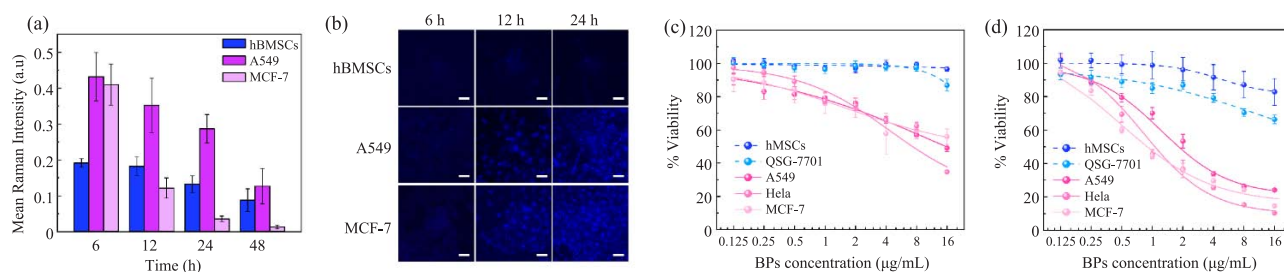 (a)
0.5
0.4
0.3
0.2
0.1
0
Mean Raman Intensity (a.u)
hBMSCs
A549
MCF-7
6 12 24 48
Time (h)
(b)
6 h 12 h 24 h
hBMSCs
A549
MCF-7
(c)
120
100
80
60
40
20
0
% Viability
hMSCs
QSG-7701
A549
Hela
MCF-7
0.125 0.25 0.5 1 2 4 8 16
BPs concentration (μg/mL)
(d)
120
100
80
60
40
20
0
% Viability
hMSCs
QSG-7701
A549
Hela
MCF-7
0.125 0.25 0.5 1 2 4 8 16
BPs concentration (μg/mL)